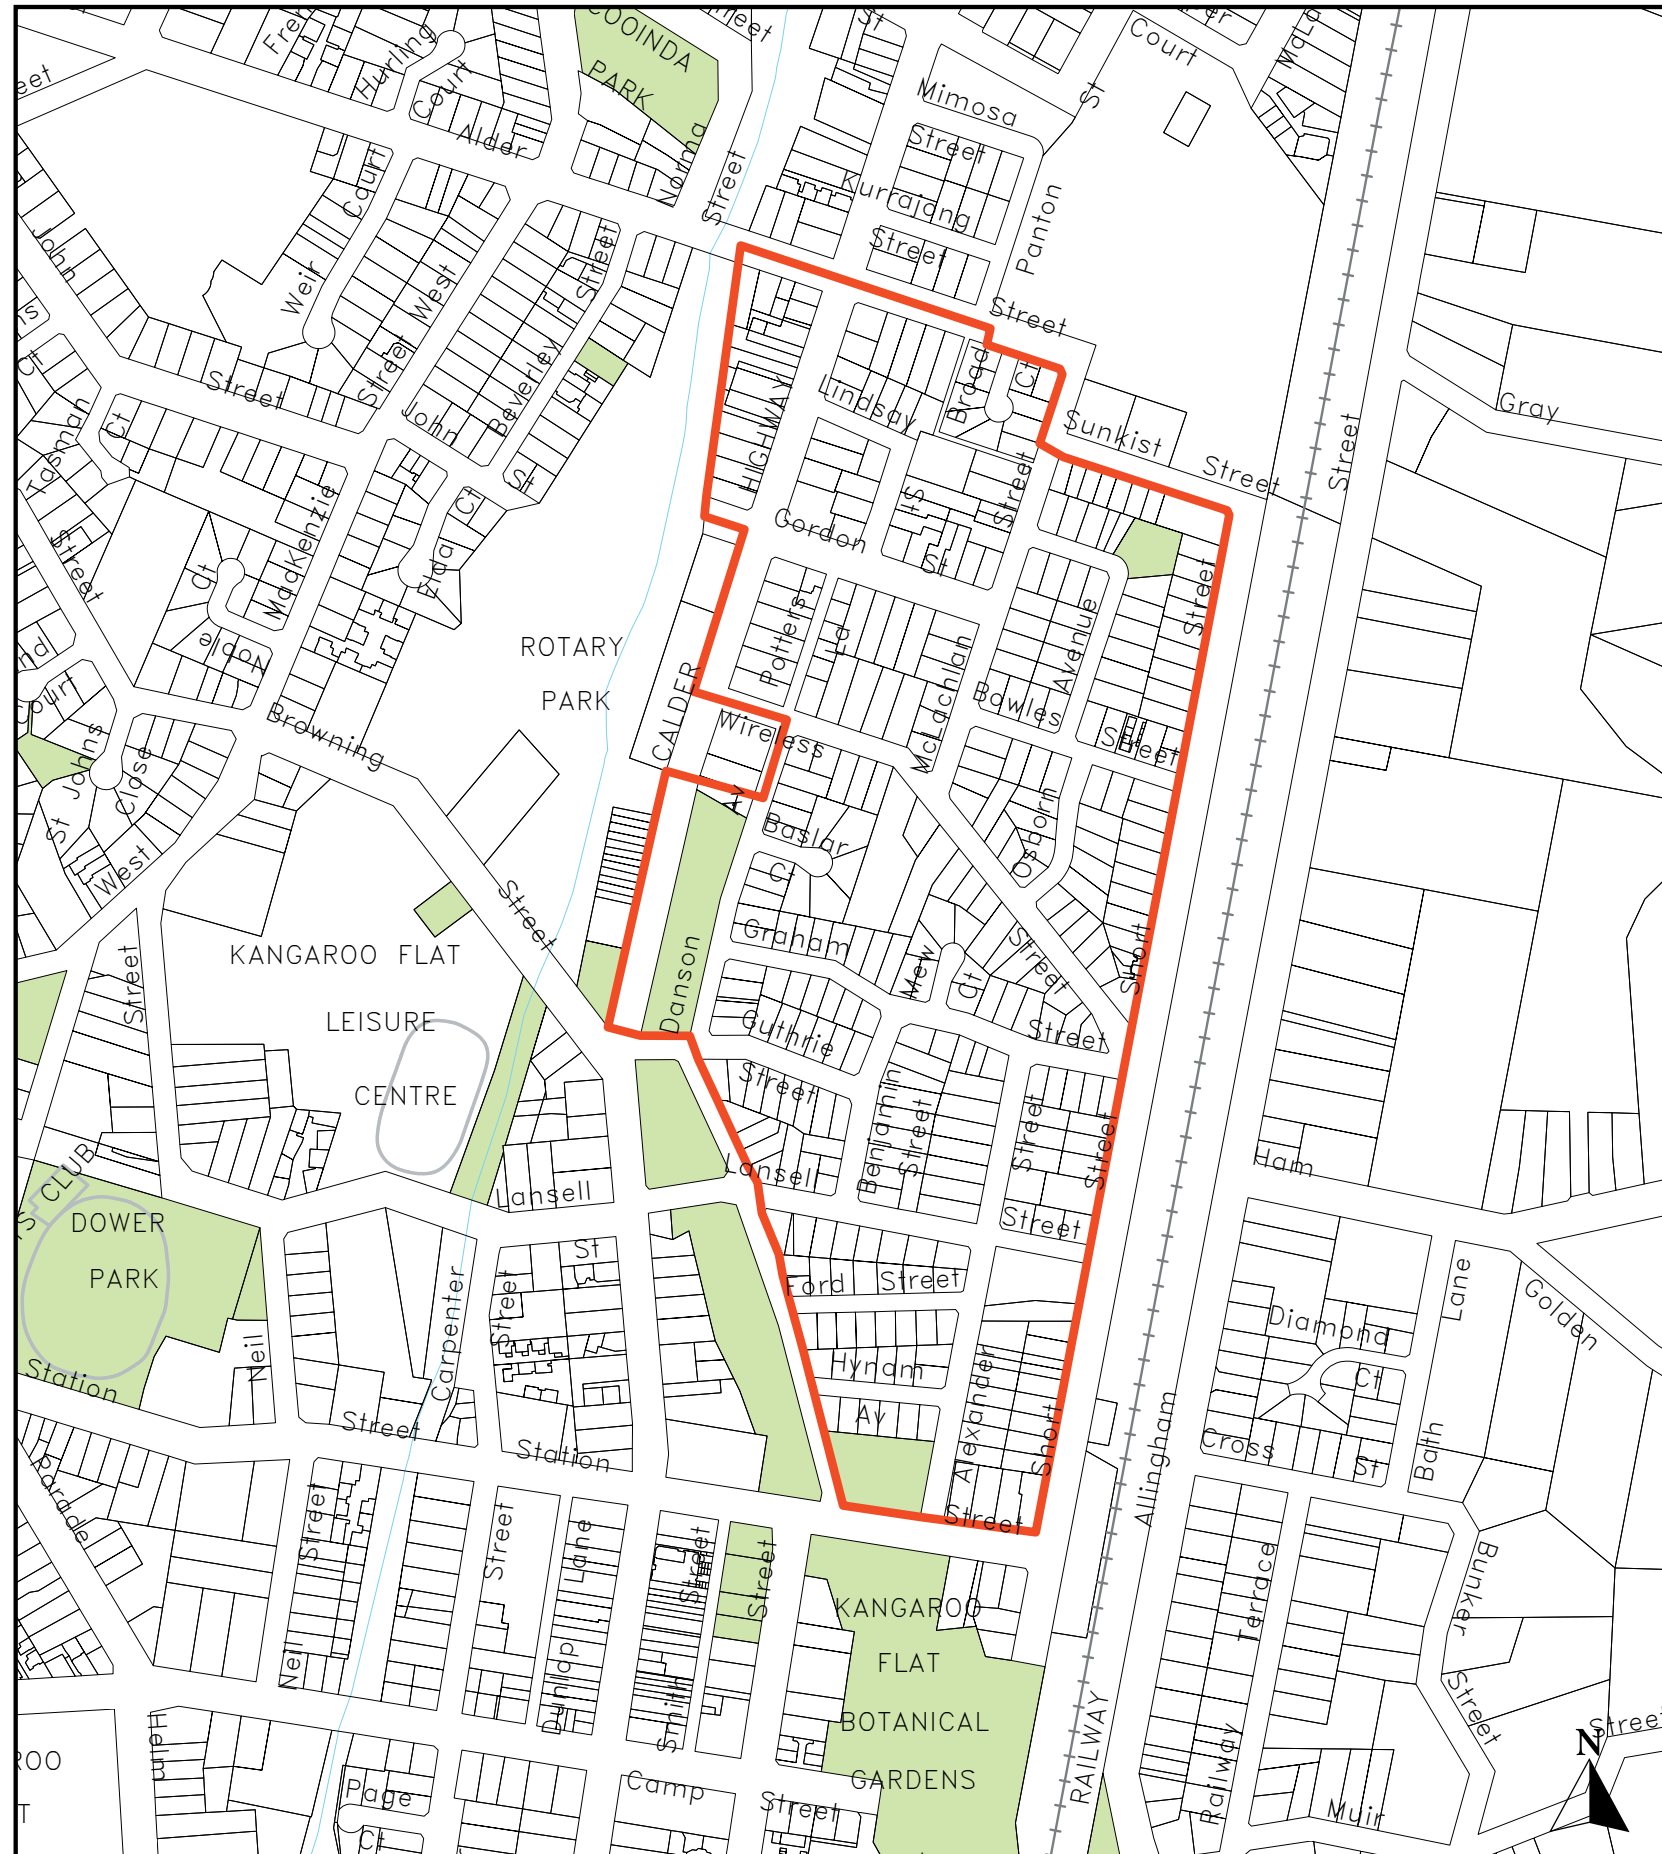 COOINDA
PARK
Hurling
Court
Alder
Norma
Street
St
Court
Mimosa
Street
St
Kurrajong
Street
Panton
Street
Court
Weir
John
West
Street
Street
Beverley
Street
John
St
Ct
Tasman
Street
Ct
MacKenzie
Ct
Noble
Elda
Ct
Browning
Street
Court
St
Johns
Close
West
Street
ROTARY
PARK
CALDER
HIGHWAY
Lindsay
St
Gordon
St
Broad
Ct
Street
Sunkist
Street
Street
Gray
Potters
La
McLachlan
Bowles
Street
Avenue
Street
Wireless
Street
Av
Baslar
Ct
Osborn
Graham
Street
Mew
Ct
Short
Street
Danson
Guthrie
Street
Benjamin
Street
Street
Lansell
Street
KANGAROO FLAT
LEISURE
CENTRE
CLUB
DOWER
PARK
Station
Street
Neil
Carpenter
Street
Lansell
St
Station
Street
Ford Street
Hynam
Av
Alexander
Short
Ham
Diamond
Ct
Lane
Bath
Golden
Cross
St
Allingham
Parade
Street
Neil
Street
Lane
Dunlap
Street
Smith
Street
KANGAROO
FLAT
BOTANICAL
GARDENS
RAILWAY
Terrace
Railway
Bunker
Street
Street
Muir
Helm
Page
Ct
Camp
Street
N